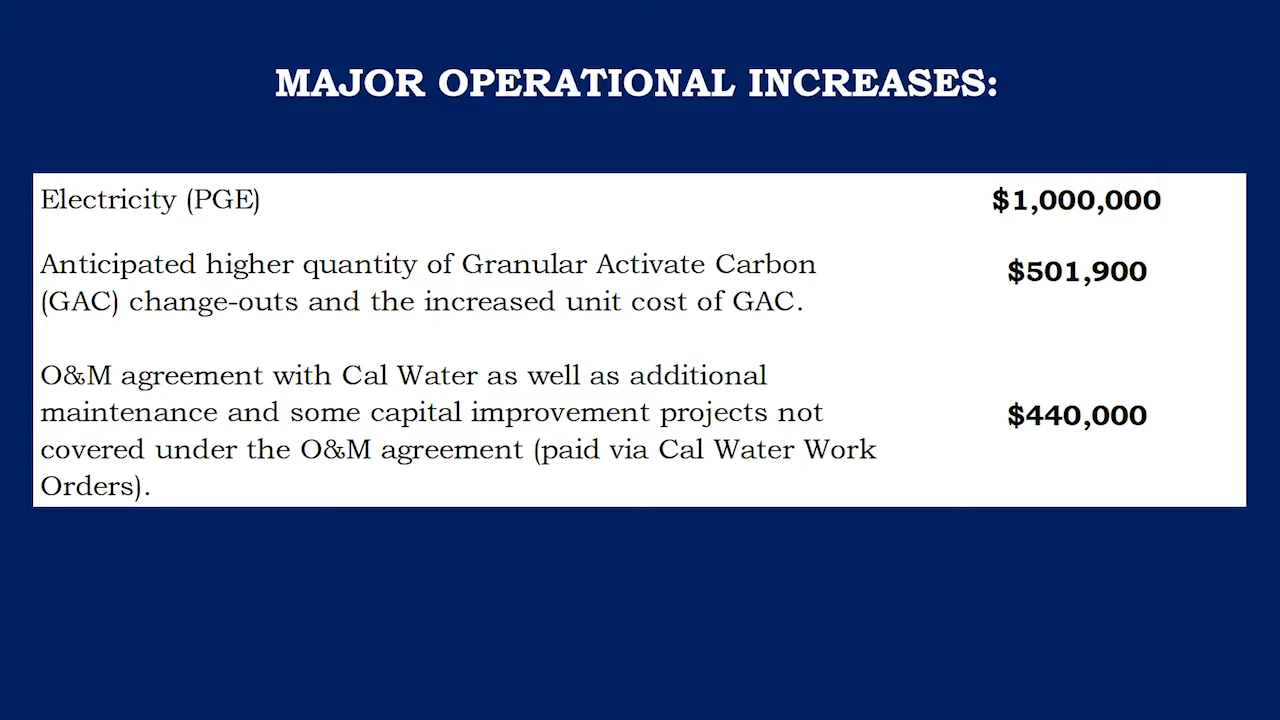 MAJOR OPERATIONAL INCREASES:
Electricity (PGE) $1,000,000
Anticipated higher quantity of Granular Activate Carbon
(GAC) change-outs and the increased unit cost of GAC.
$501,900
O&M agreement with Cal Water as well as additional
maintenance and some capital improvement projects not
covered under the O&M agreement (paid via Cal Water Work
Orders).
$440,000